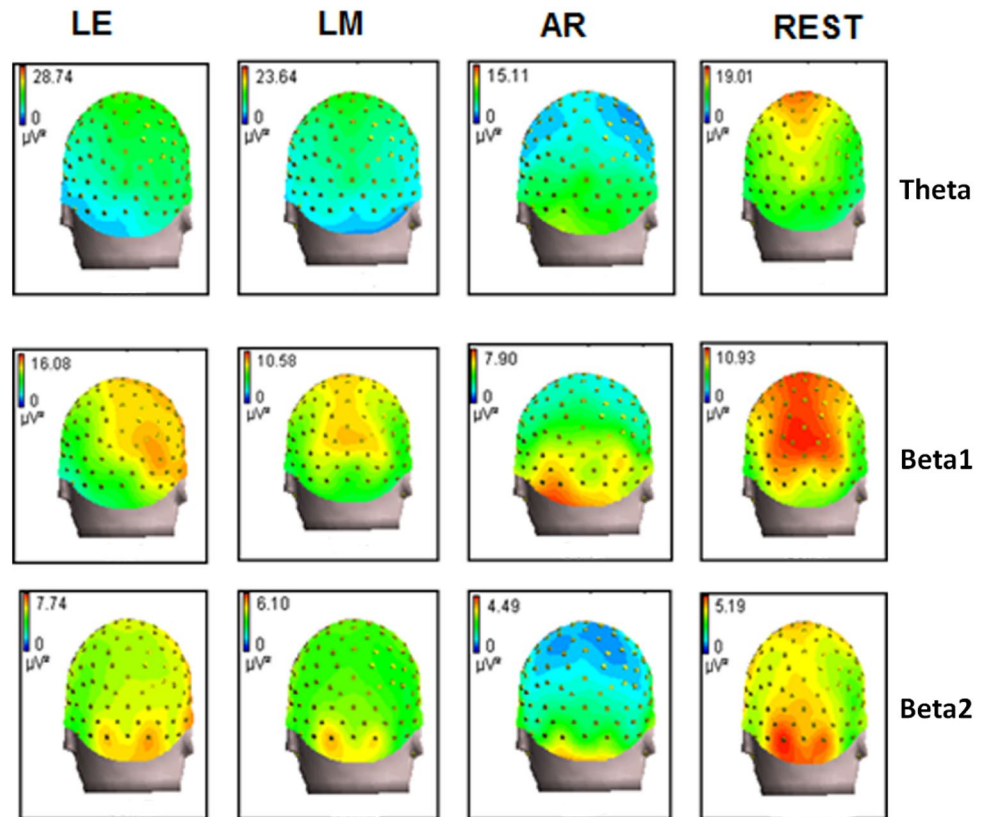 LE LM AR REST
28.74 23.64 15.11 19.01
0 0 0 0
µV² µV² µV² µV²
Theta
16.08 10.58 7.90 10.93
0 0 0 0
µV² µV² µV² µV²
Beta1
7.74 6.10 4.49 5.19
0 0 0 0
µV² µV² µV² µV²
Beta2